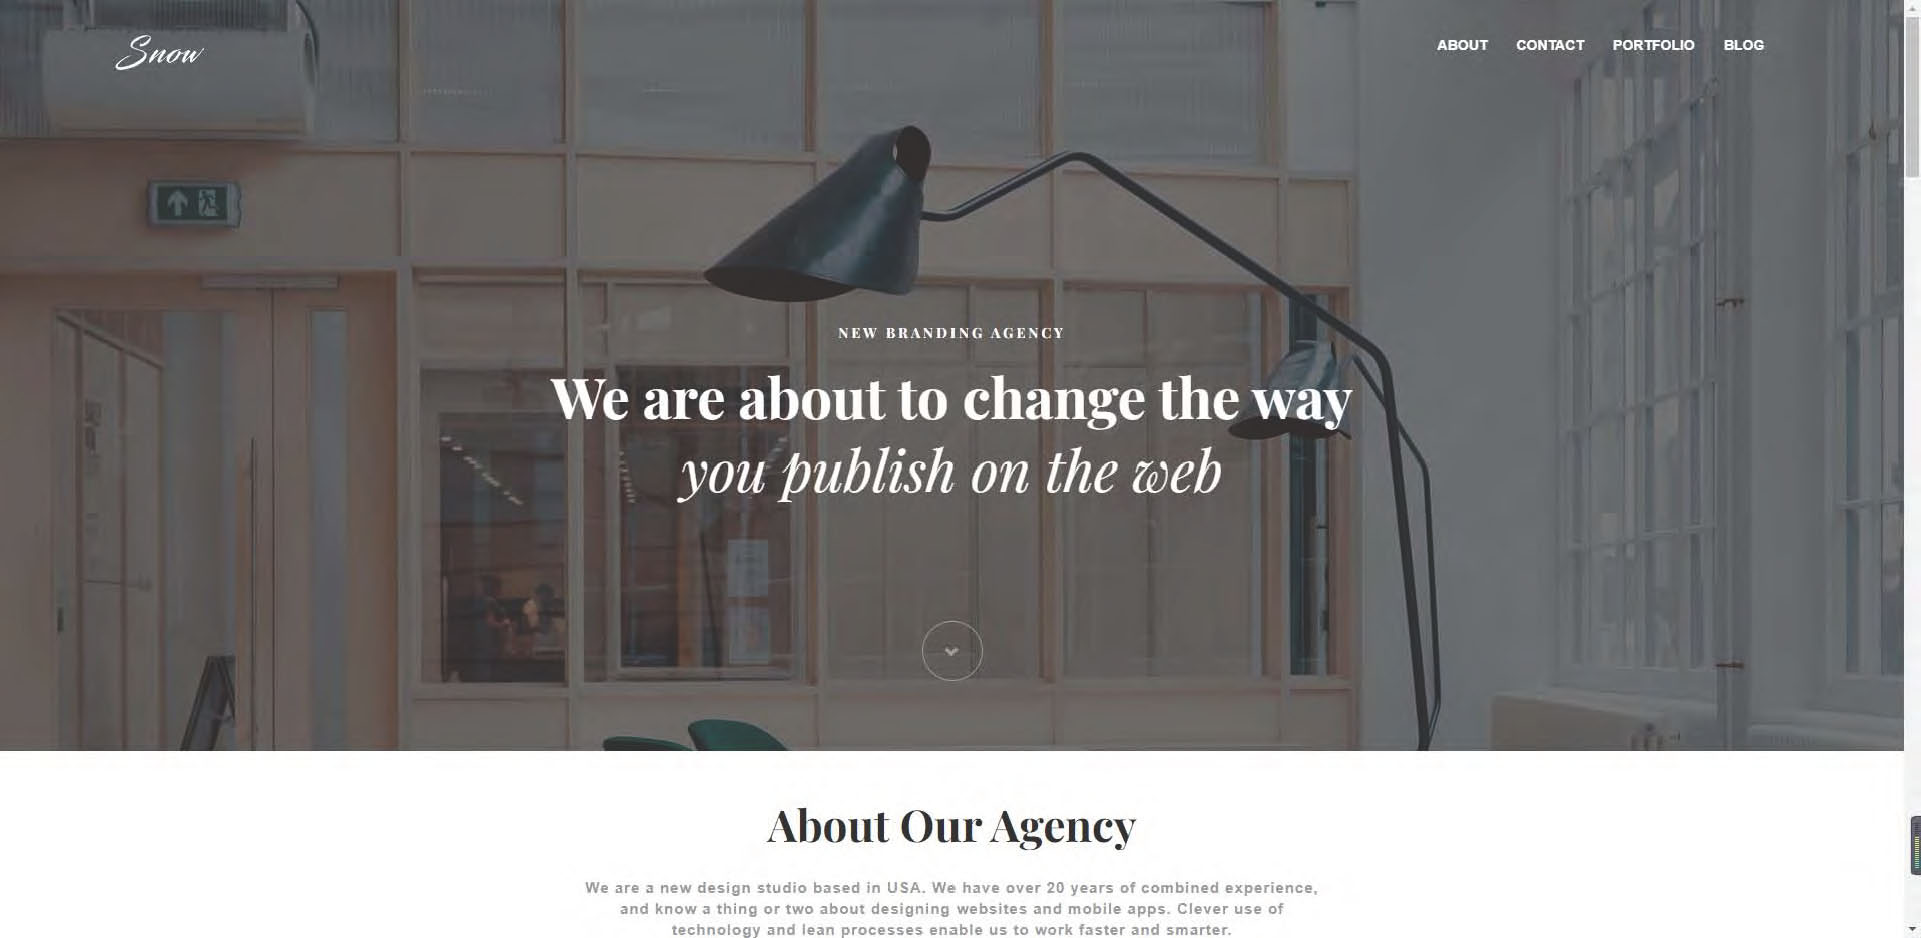 Snow
ABOUT CONTACT PORTFOLIO BLOG
NEW BRANDING AGENCY
We are about to change the way
you publish on the web
About Our Agency
We are a new design studio based in USA. We have over 20 years of combined experience,
and know a thing or two about designing websites and mobile apps. Clever use of
technology and lean processes enable us to work faster and smarter.